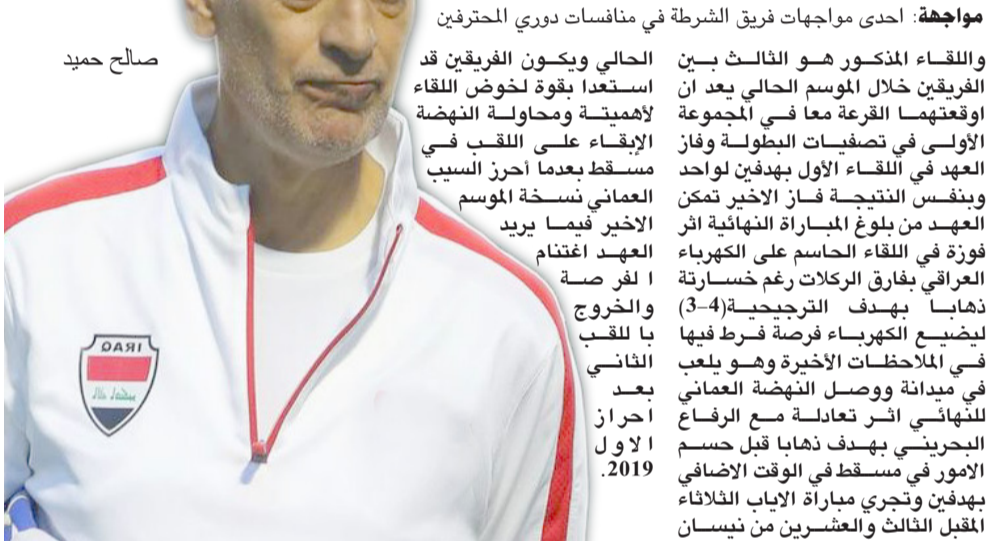 مواجهة: احدى مواجهات فريق الشرطة في منافسات دوري المحترفين
صالح حميد
واللقاء المذكور هو الثالث بين
الفريقين خلال الموسم الحالي بعد ان
اوقعتهما القرعة معا في المجموعة
الأولى في تصفيات البطولة وفاز
العهد في اللقاء الأول بهدفين لواحد
وبنفس النتيجة فاز الاخير تمكن
العهد من بلوغ المباراة النهائية اثر
فوزة في اللقاء الحاسم على الكهرباء
العراقي بفارق الركلات رغم خسارتة
ذهابا بهدف الترجيحية(4–3)
ليضيع الكهرباء فرصة فرط فيها
في الملاحظات الأخيرة وهو يلعب
في ميدانة ووصل النهضة العماني
للنهائي اثر تعادلة مع الرفاع
البحريني بهدف ذهابا قبل حسم
الامور في مسقط في الوقت الاضافي
بهدفين وتجري مباراة الاياب الثلاثاء
المقبل الثالث والعشرين من نيسان
الحالي ويكون الفريقين قد
استعدا بقوة لخوض اللقاء
لأهميتة ومحاولة النهضة
الإبقاء على اللقب في
مسقط بعدما أحرز السيب
العماني نسخة الموسم
الاخير فيما يريد
العهد اغتنام
ا لفر صة
والخروج
با للقب
الثاني
بعد
احراز
الاول
2019.
IRAQ